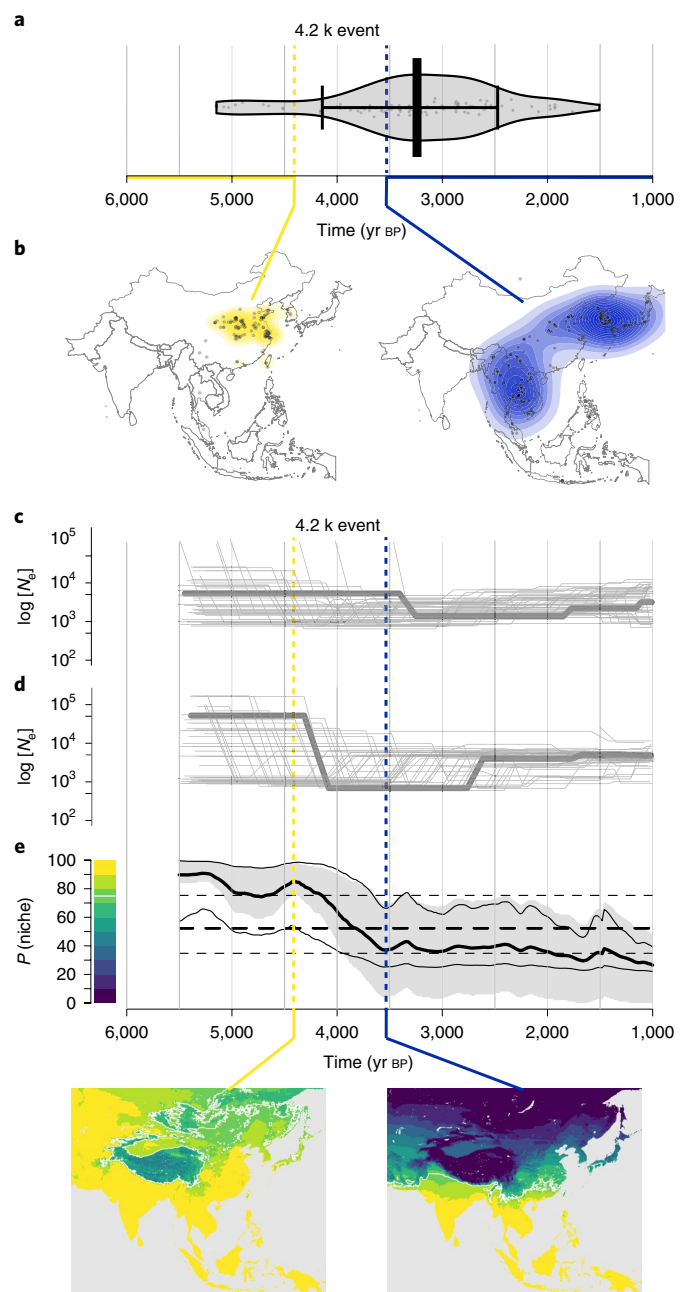 a
4.2 k event
6,000 5,000 4,000 3,000 2,000 1,000
Time (yr BP)
b
c
4.2 k event
10^5
10^4
10^3
10^2
log [N_e]
d
10^5
10^4
10^3
10^2
log [N_e]
e
100
80
60
40
20
0
P (niche)
6,000 5,000 4,000 3,000 2,000 1,000
Time (yr BP)